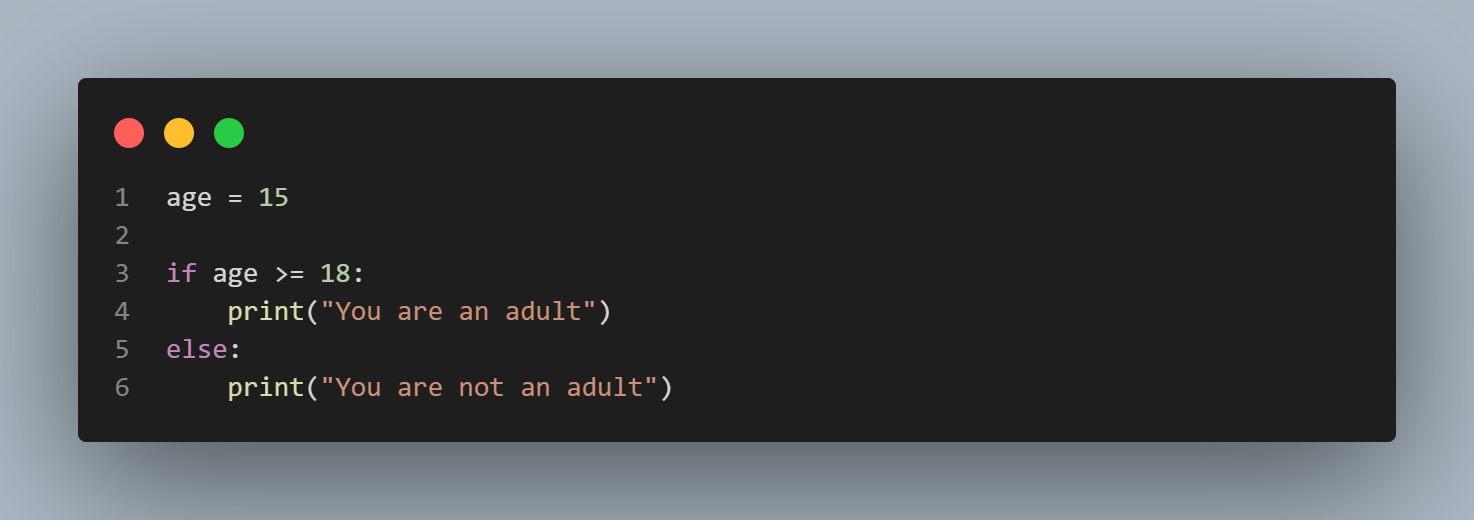 1 age = 15
2
3 if age >= 18:
4     print("You are an adult")
5 else:
6     print("You are not an adult")